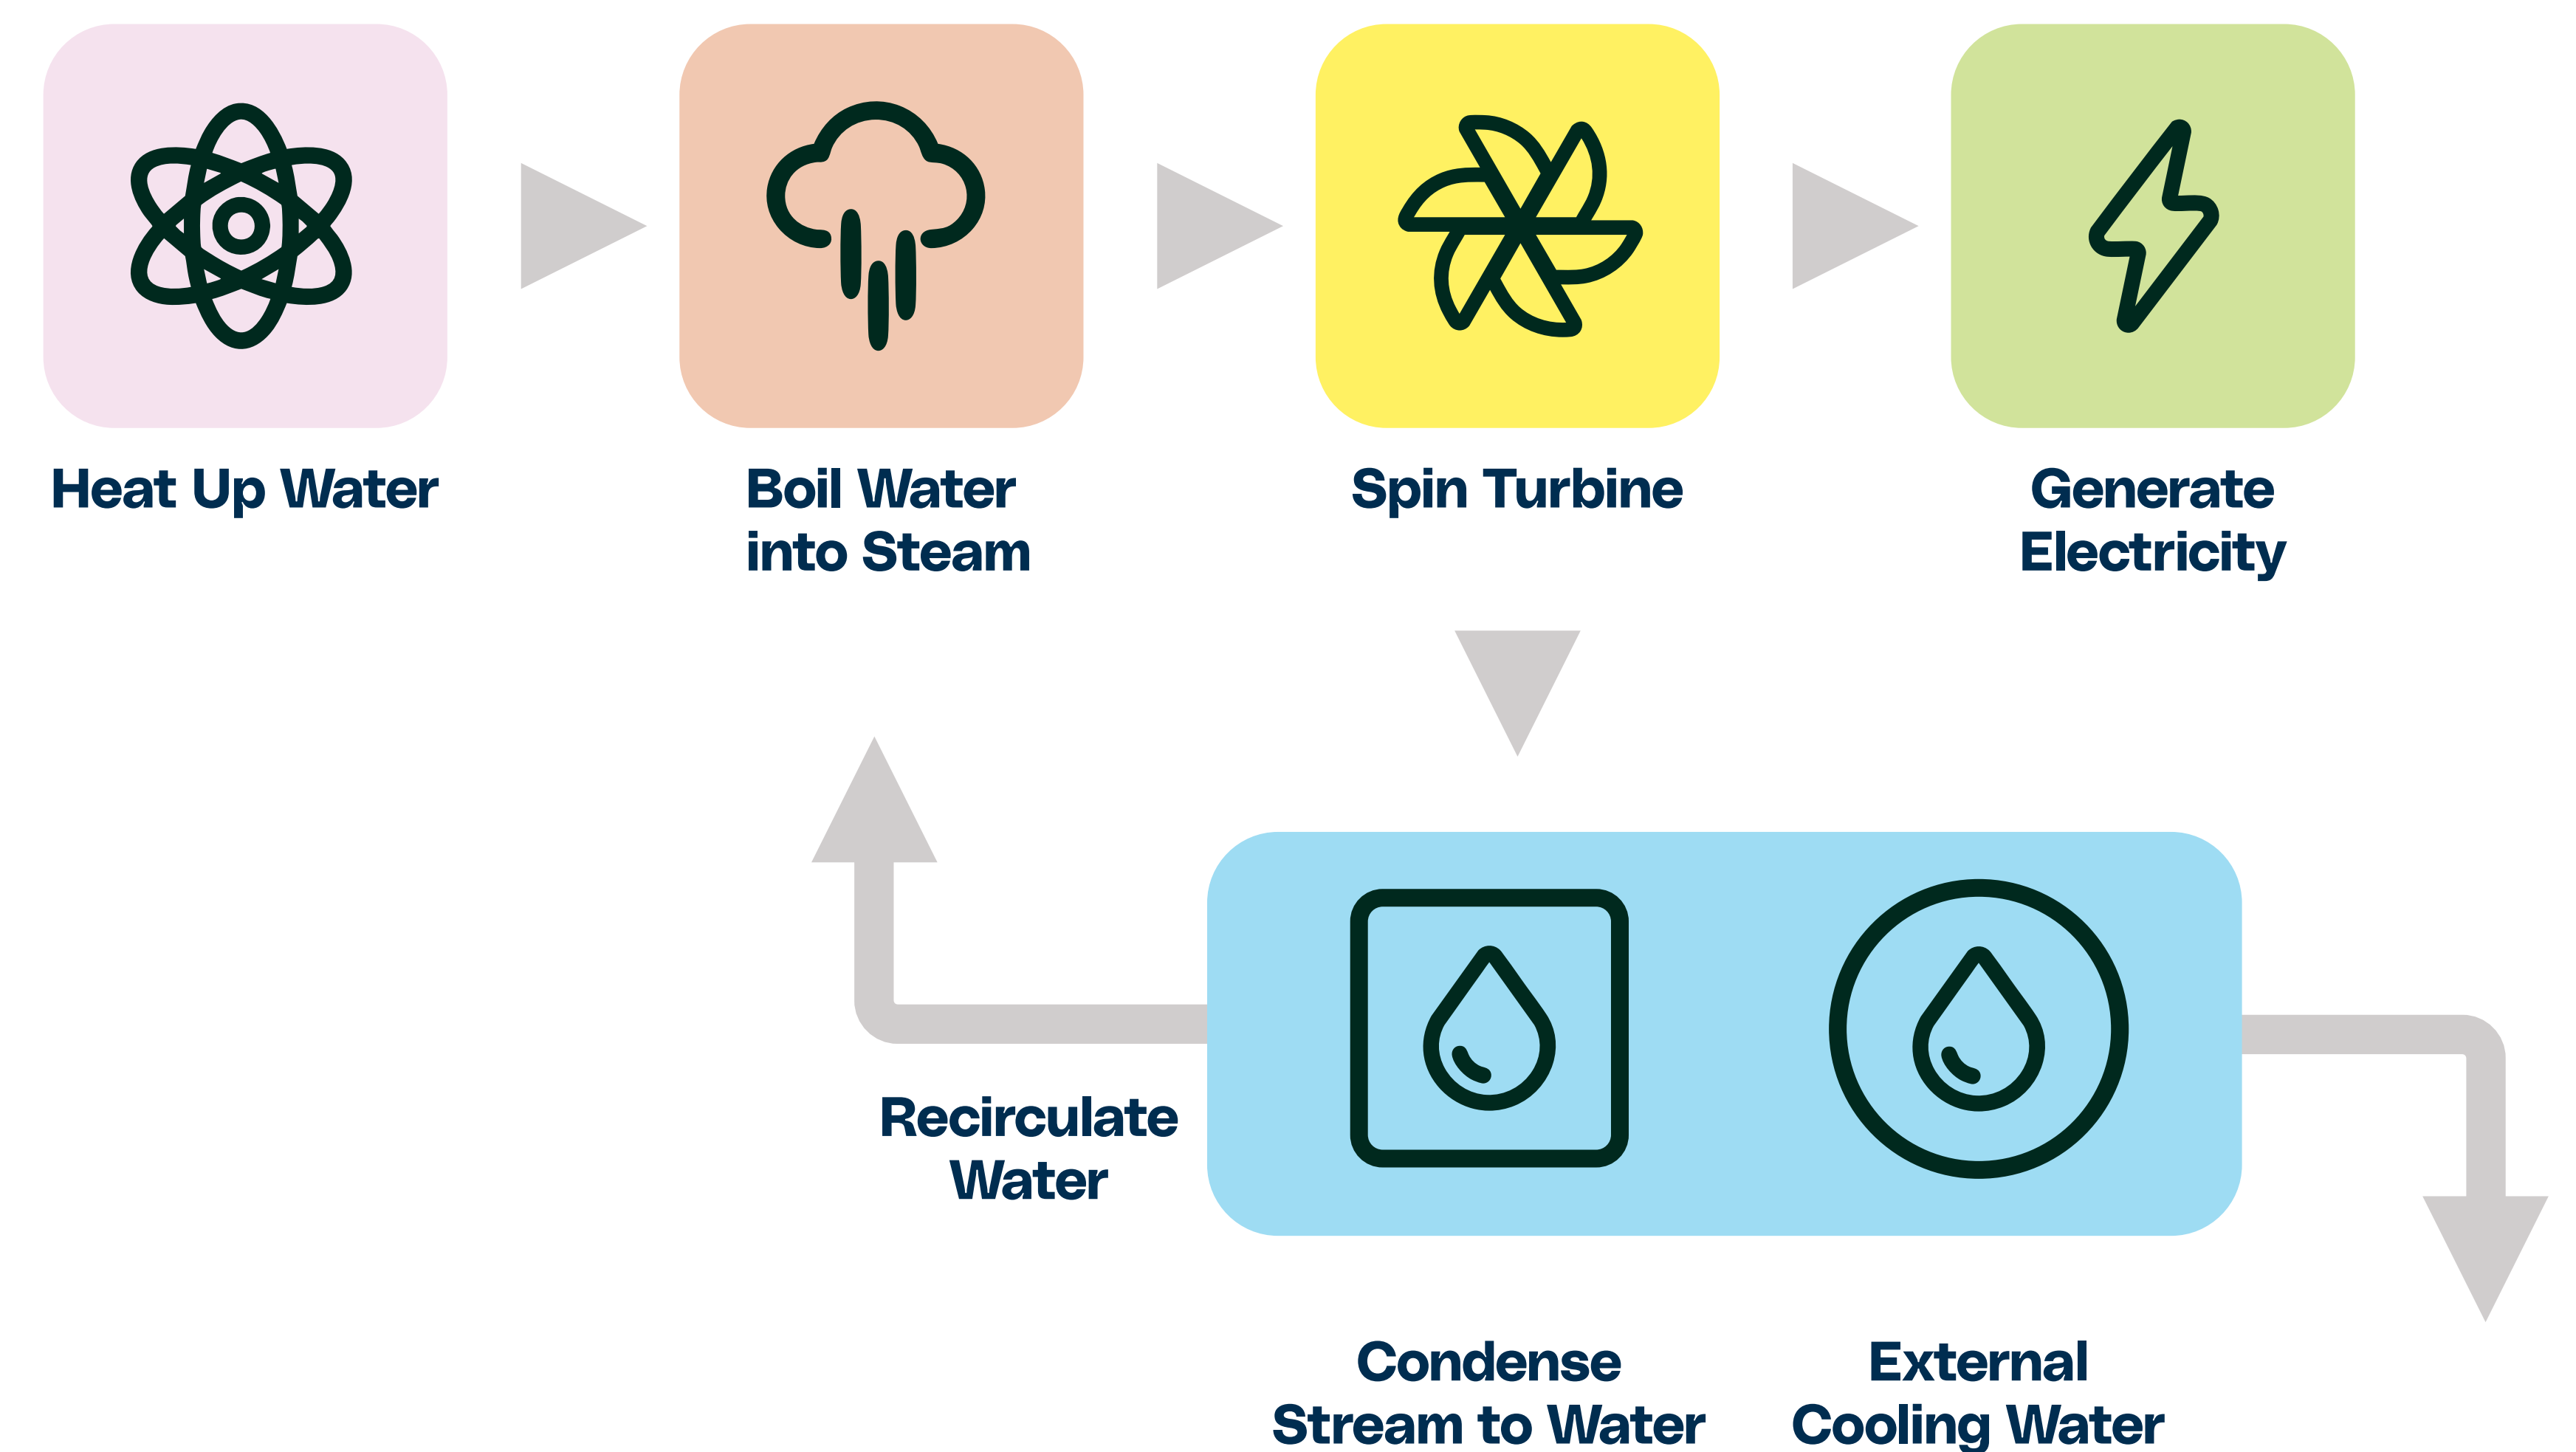 Heat Up Water
Boil Water
into Steam
Spin Turbine
Generate
Electricity
Recirculate
Water
Condense
Stream to Water
External
Cooling Water